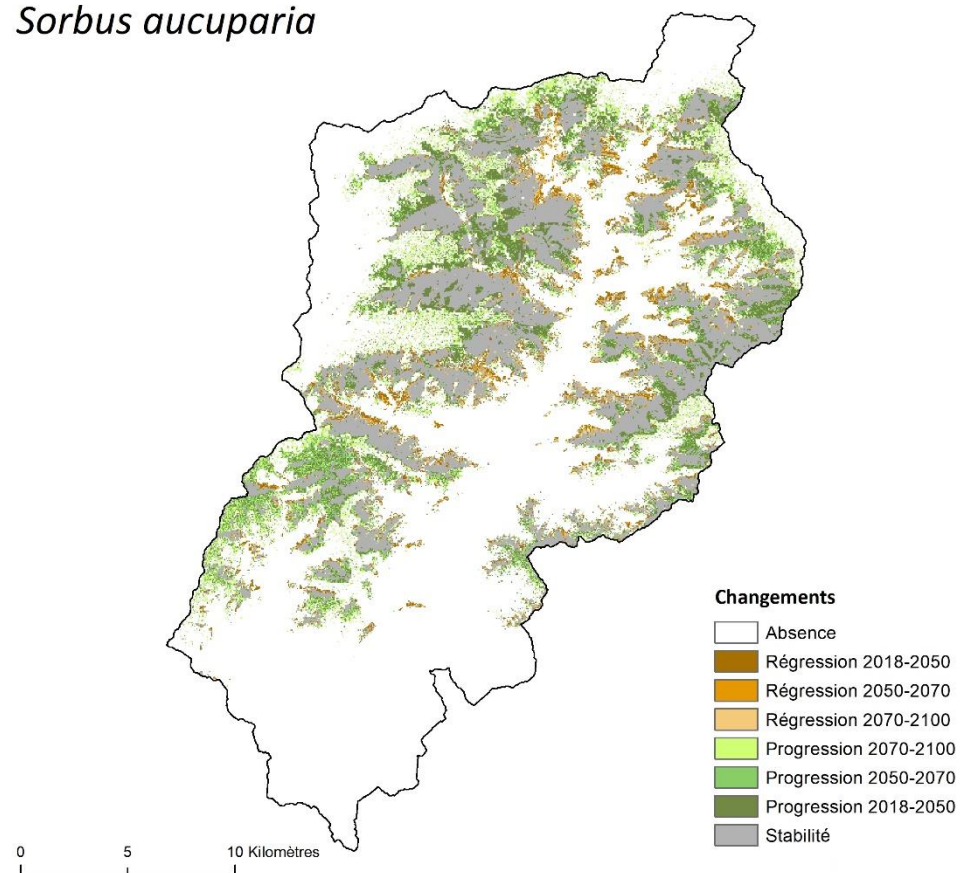 Sorbus aucuparia
Changements
Absence
Régression 2018-2050
Régression 2050-2070
Régression 2070-2100
Progression 2070-2100
Progression 2050-2070
Progression 2018-2050
Stabilité
0 5 10 Kilomètres